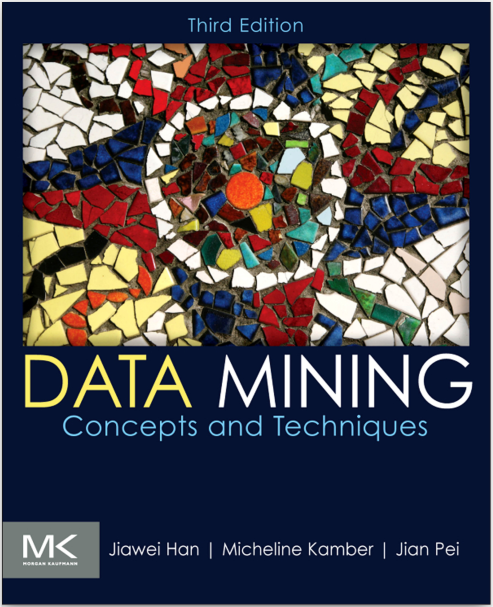 Third Edition
DATA MINING
Concepts and Techniques
MK
MORGAN KAUFMANN
Jiawei Han | Micheline Kamber | Jian Pei